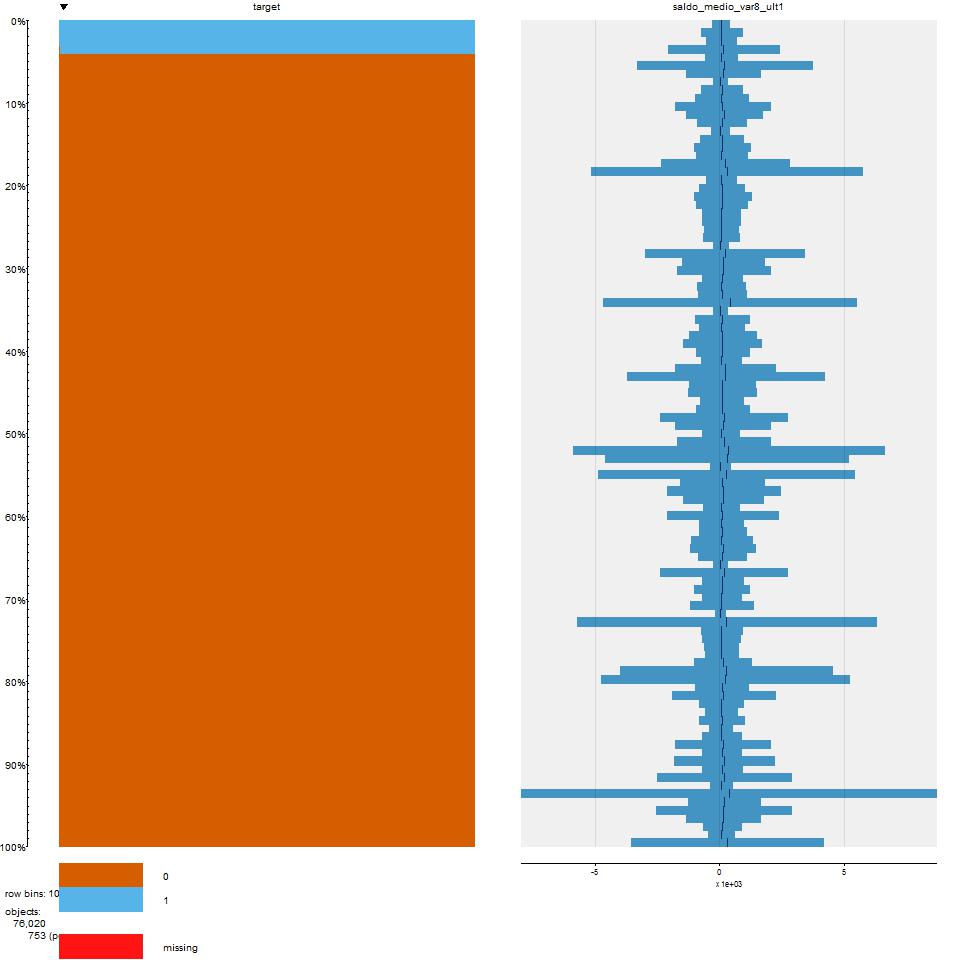 target
saldo_medio_var8_ult1
0%
10%
20%
30%
40%
50%
60%
70%
80%
90%
100%
-5
0
5
x 1e+03
row bins: 10
objects:
76,020
753 (p
0
1
missing